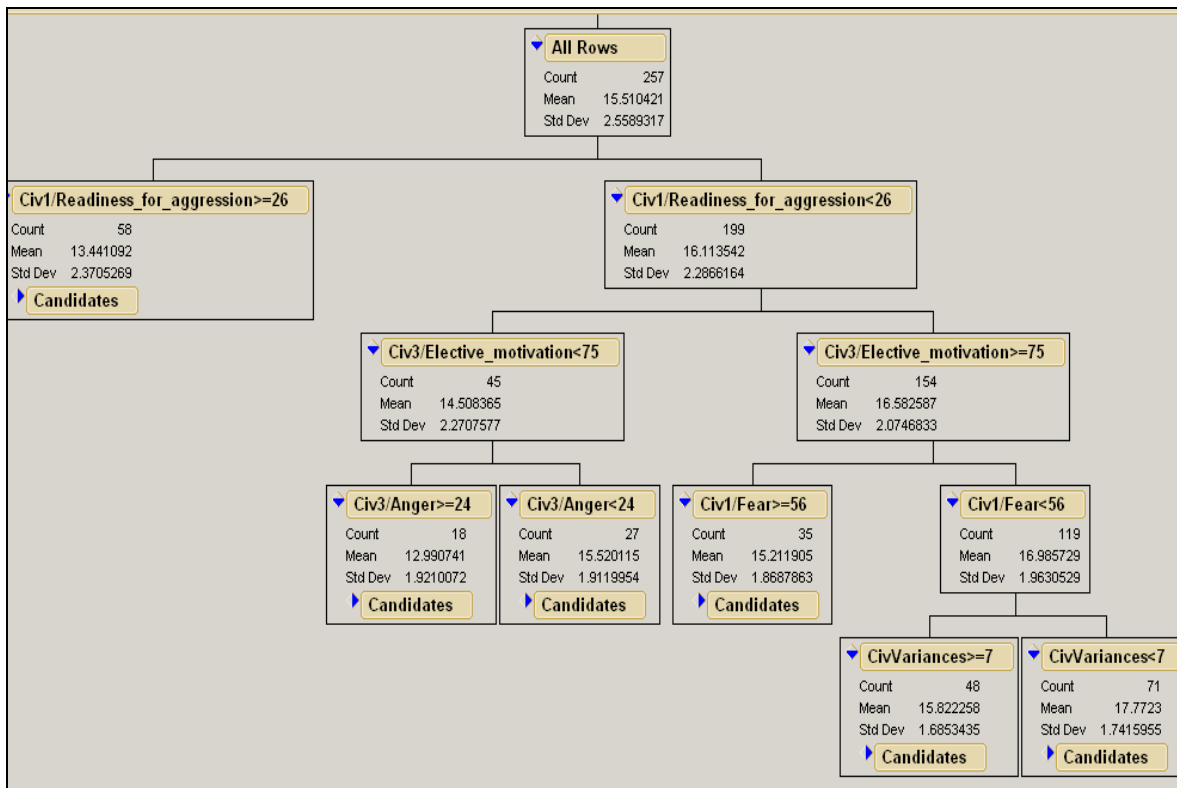 All Rows
Count 257
Mean 15.510421
Std Dev 2.5589317
Civ1/Readiness_for_aggression>=26
Count 58
Mean 13.441092
Std Dev 2.3705269
Candidates
Civ1/Readiness_for_aggression<26
Count 199
Mean 16.113542
Std Dev 2.2866164
Civ3/Elective_motivation<75
Count 45
Mean 14.508365
Std Dev 2.2707577
Civ3/Elective_motivation>=75
Count 154
Mean 16.582587
Std Dev 2.0746833
Civ3/Anger>=24
Count 18
Mean 12.990741
Std Dev 1.9210072
Candidates
Civ3/Anger<24
Count 27
Mean 15.520115
Std Dev 1.9119954
Candidates
Civ1/Fear>=56
Count 35
Mean 15.211905
Std Dev 1.8687863
Candidates
Civ1/Fear<56
Count 119
Mean 16.985729
Std Dev 1.9630529
CivVariances>=7
Count 48
Mean 15.822258
Std Dev 1.6853435
Candidates
CivVariances<7
Count 71
Mean 17.7723
Std Dev 1.7415955
Candidates